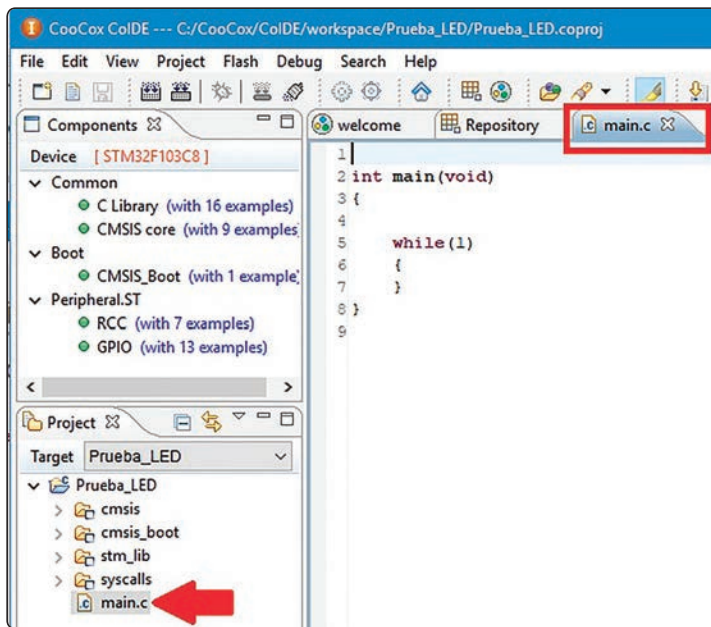 CooCox CoIDE --- C:/CooCox/CoIDE/workspace/Prueba_LED/Prueba_LED.coproj
File Edit View Project Flash Debug Search Help
Components
Device [ STM32F103C8 ]
Common
C Library (with 16 examples)
CMSIS core (with 9 examples
Boot
CMSIS_Boot (with 1 example
Peripheral.ST
RCC (with 7 examples)
GPIO (with 13 examples)
Project
Target Prueba_LED
Prueba_LED
cmsis
cmsis_boot
stm_lib
syscalls
main.c
welcome Repository main.c
1
2 int main(void)
3 {
4
5 while(1)
6 {
7 }
8 }
9